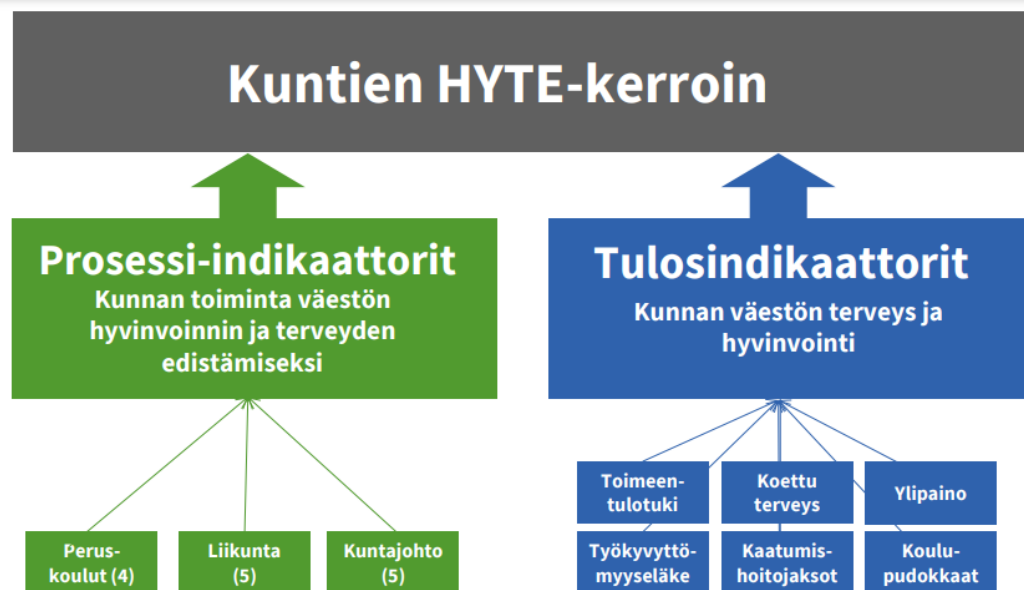 Kuntien HYTE-kerroin
Prosessi-indikaattorit
Kunnan toiminta väestön
hyvinvoinnin ja terveyden
edistämiseksi
Tulosindikaattorit
Kunnan väestön terveys ja
hyvinvointi
Perus-
koulut (4)
Liikunta
(5)
Kuntajohto
(5)
Toimeen-
tulotuki
Koettu
terveys
Ylipaino
Työkyvyttö-
myyseläke
Kaatumis-
hoitojaksot
Koulu-
pudokkaat